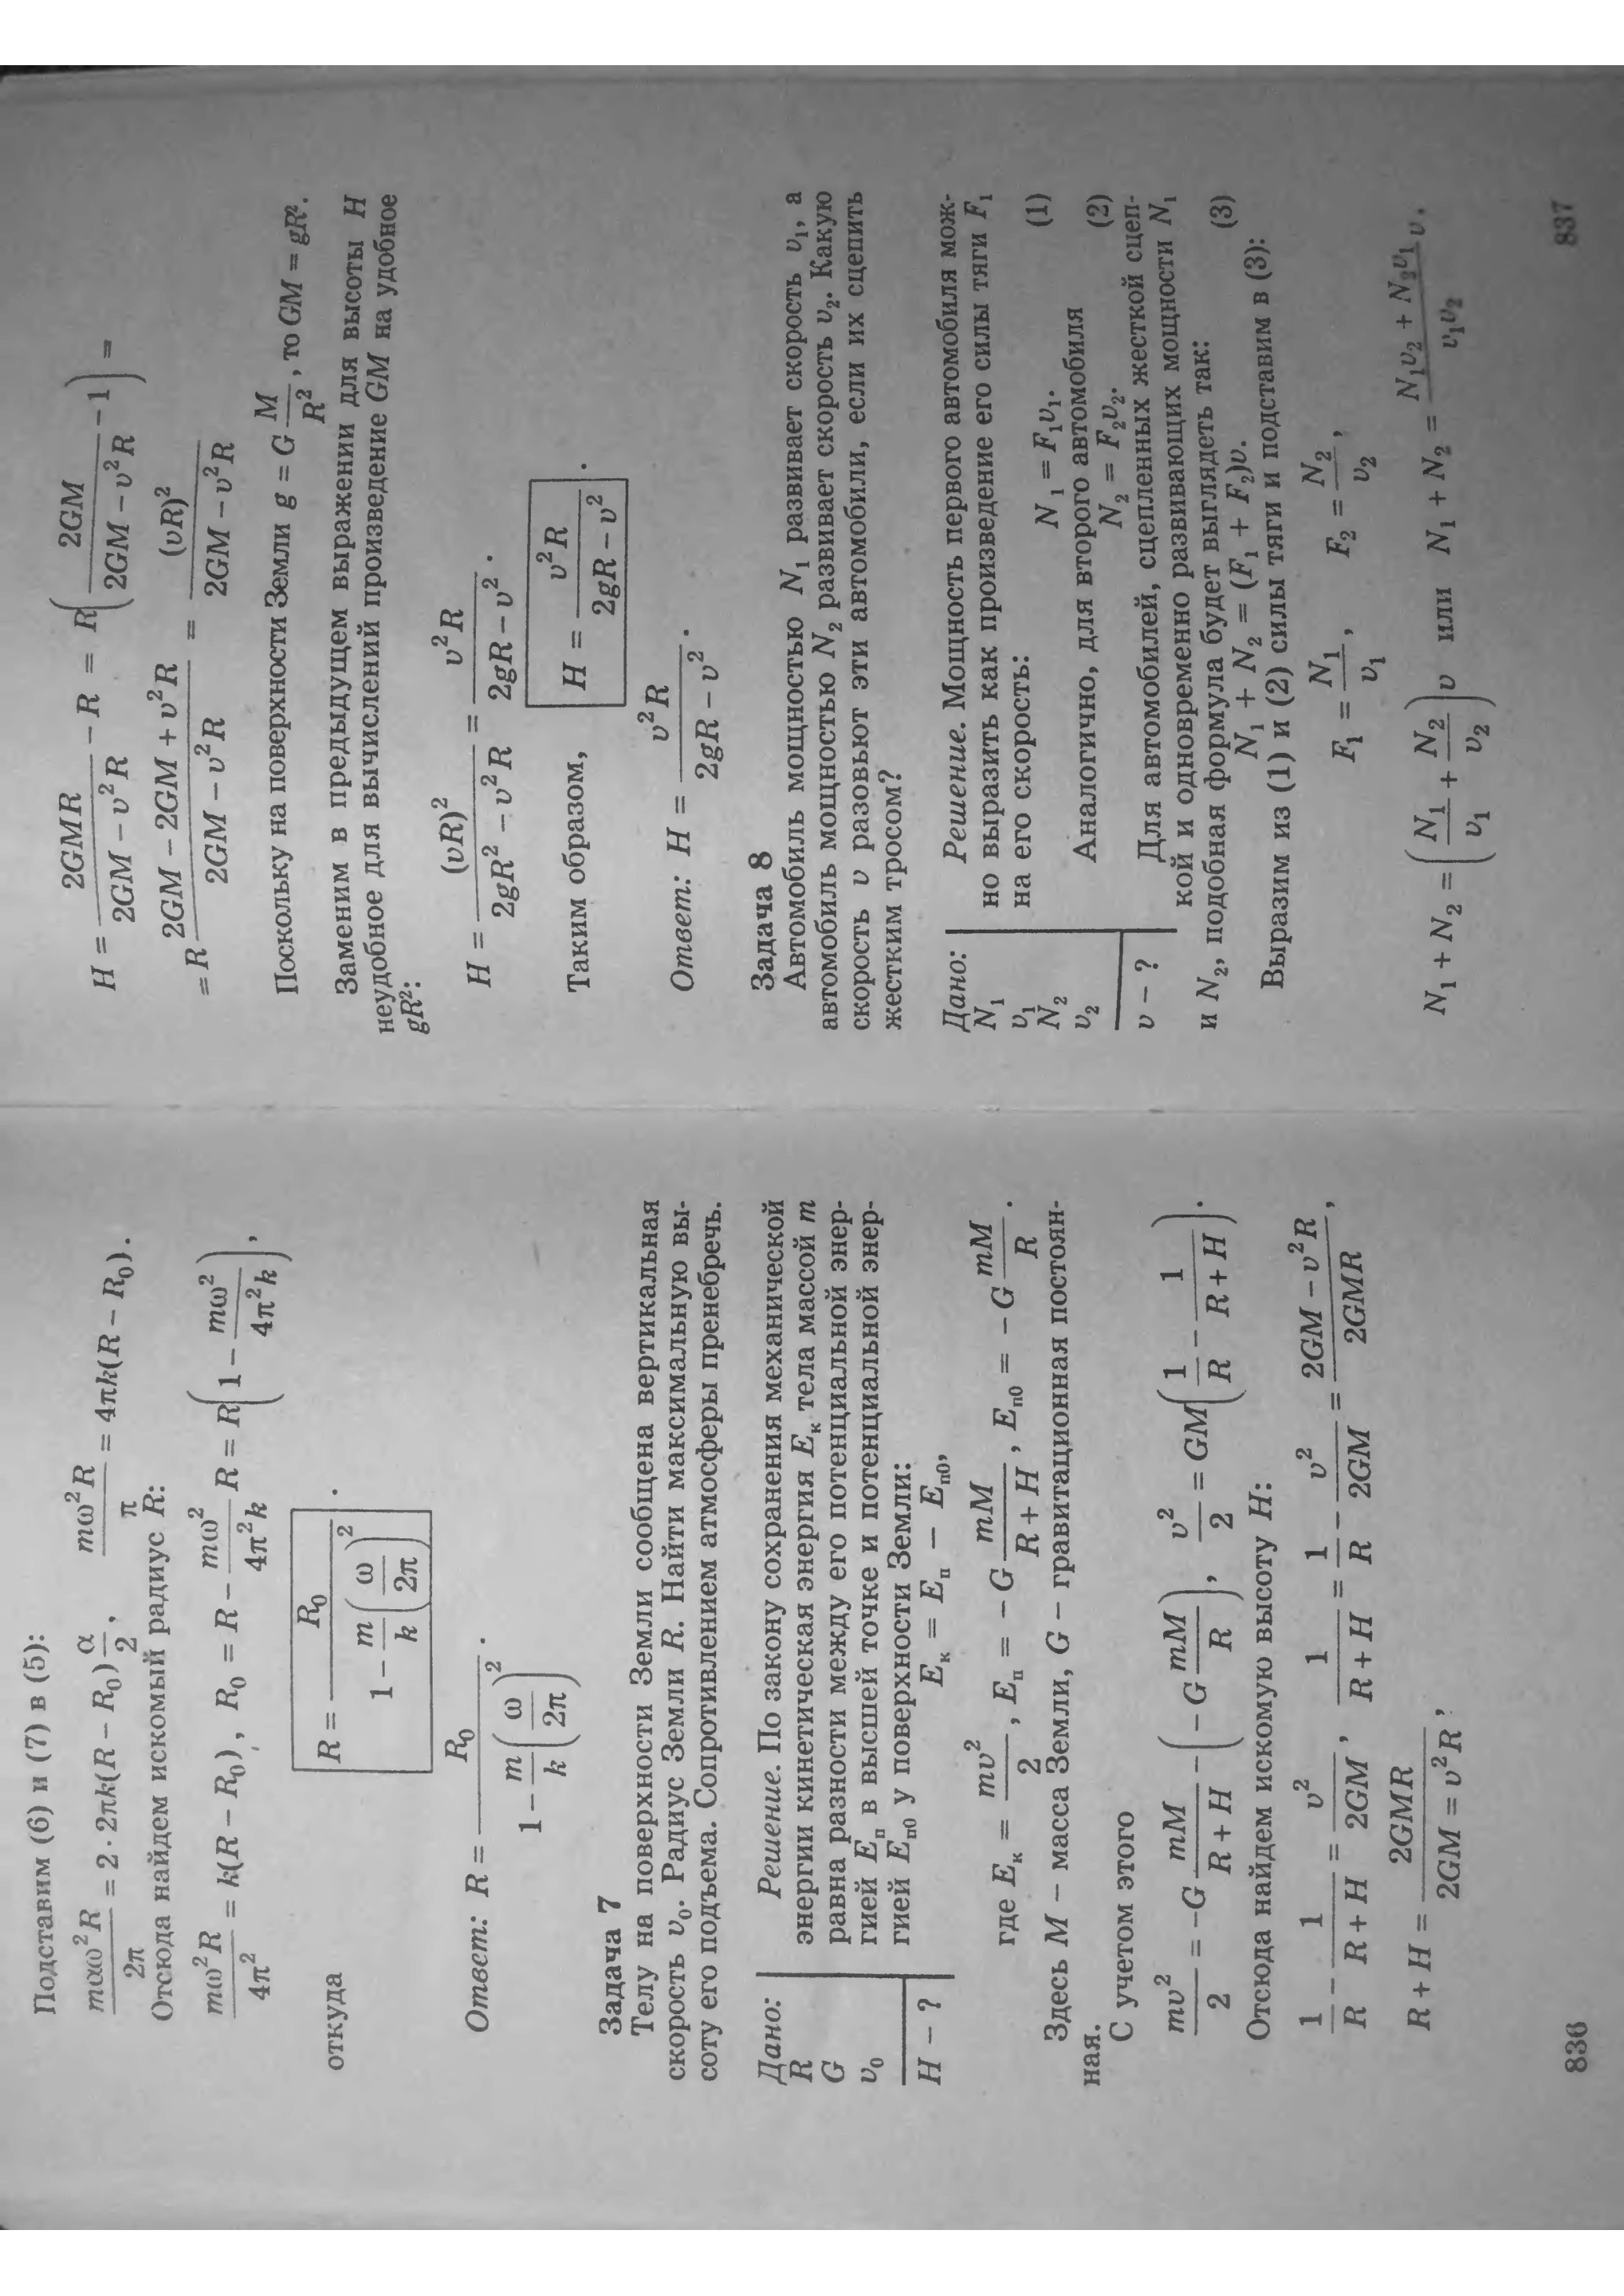 Подставим (6) и (7) в (5):
mαω²R/2π = 2 · 2πk(R – R₀) α/2, mω²R/π = 4πk(R – R₀).
Отсюда найдем искомый радиус R:
mω²R/4π² = k(R – R₀), R₀ = R – mω²/4π²k R = R(1 – mω²/4π²k),
откуда
R = R₀/(1 – m/k (ω/2π)²).
Ответ: R = R₀/(1 – m/k (ω/2π)²).
Задача 7
Телу на поверхности Земли сообщена вертикальная
скорость υ₀. Радиус Земли R. Найти максимальную вы-
соту его подъема. Сопротивлением атмосферы пренебречь.
Дано:
R
G
υ₀
H – ?
Решение. По закону сохранения механической
энергии кинетическая энергия Eк тела массой m
равна разности между его потенциальной энер-
гией Eп в высшей точке и потенциальной энер-
гией Eп0 у поверхности Земли:
Eк = Eп – Eп0,
где Eк = mυ²/2, Eп = – G mM/(R + H), Eп0 = – G mM/R.
Здесь M – масса Земли, G – гравитационная постоян-
ная.
С учетом этого
mυ²/2 = –G mM/(R + H) – (– G mM/R), υ²/2 = GM(1/R – 1/(R + H)).
Отсюда найдем искомую высоту H:
1/R – 1/(R + H) = υ²/2GM, 1/(R + H) = 1/R – υ²/2GM = (2GM – υ²R)/2GMR,
R + H = 2GMR/(2GM = υ²R),
836
H = 2GMR/(2GM – υ²R) – R = R(2GM/(2GM – υ²R) – 1) =
= R (2GM – 2GM + υ²R)/(2GM – υ²R) = (υR)²/(2GM – υ²R)
Поскольку на поверхности Земли g = G M/R², то GM = gR².
Заменим в предыдущем выражении для высоты H
неудобное для вычислений произведение GM на удобное
gR²:
H = (υR)²/(2gR² – υ²R) = υ²R/(2gR – υ²).
Таким образом, H = υ²R/(2gR – υ²).
Ответ: H = υ²R/(2gR – υ²).
Задача 8
Автомобиль мощностью N₁ развивает скорость υ₁, а
автомобиль мощностью N₂ развивает скорость υ₂. Какую
скорость υ разовьют эти автомобили, если их сцепить
жестким тросом?
Дано:
N₁
υ₁
N₂
υ₂
υ – ?
Решение. Мощность первого автомобиля мож-
но выразить как произведение его силы тяги F₁
на его скорость:
N₁ = F₁υ₁. (1)
Аналогично, для второго автомобиля
N₂ = F₂υ₂. (2)
Для автомобилей, сцепленных жесткой сцеп-
кой и одновременно развивающих мощности N₁
и N₂, подобная формула будет выглядеть так:
N₁ + N₂ = (F₁ + F₂)υ. (3)
Выразим из (1) и (2) силы тяги и подставим в (3):
F₁ = N₁/υ₁, F₂ = N₂/υ₂,
N₁ + N₂ = (N₁/υ₁ + N₂/υ₂)υ или N₁ + N₂ = (N₁υ₂ + N₂υ₁)/υ₁υ₂ υ.
837